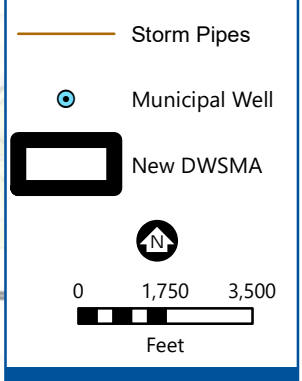 Storm Pipes
Municipal Well
New DWSMA
N
0 1,750 3,500
Feet